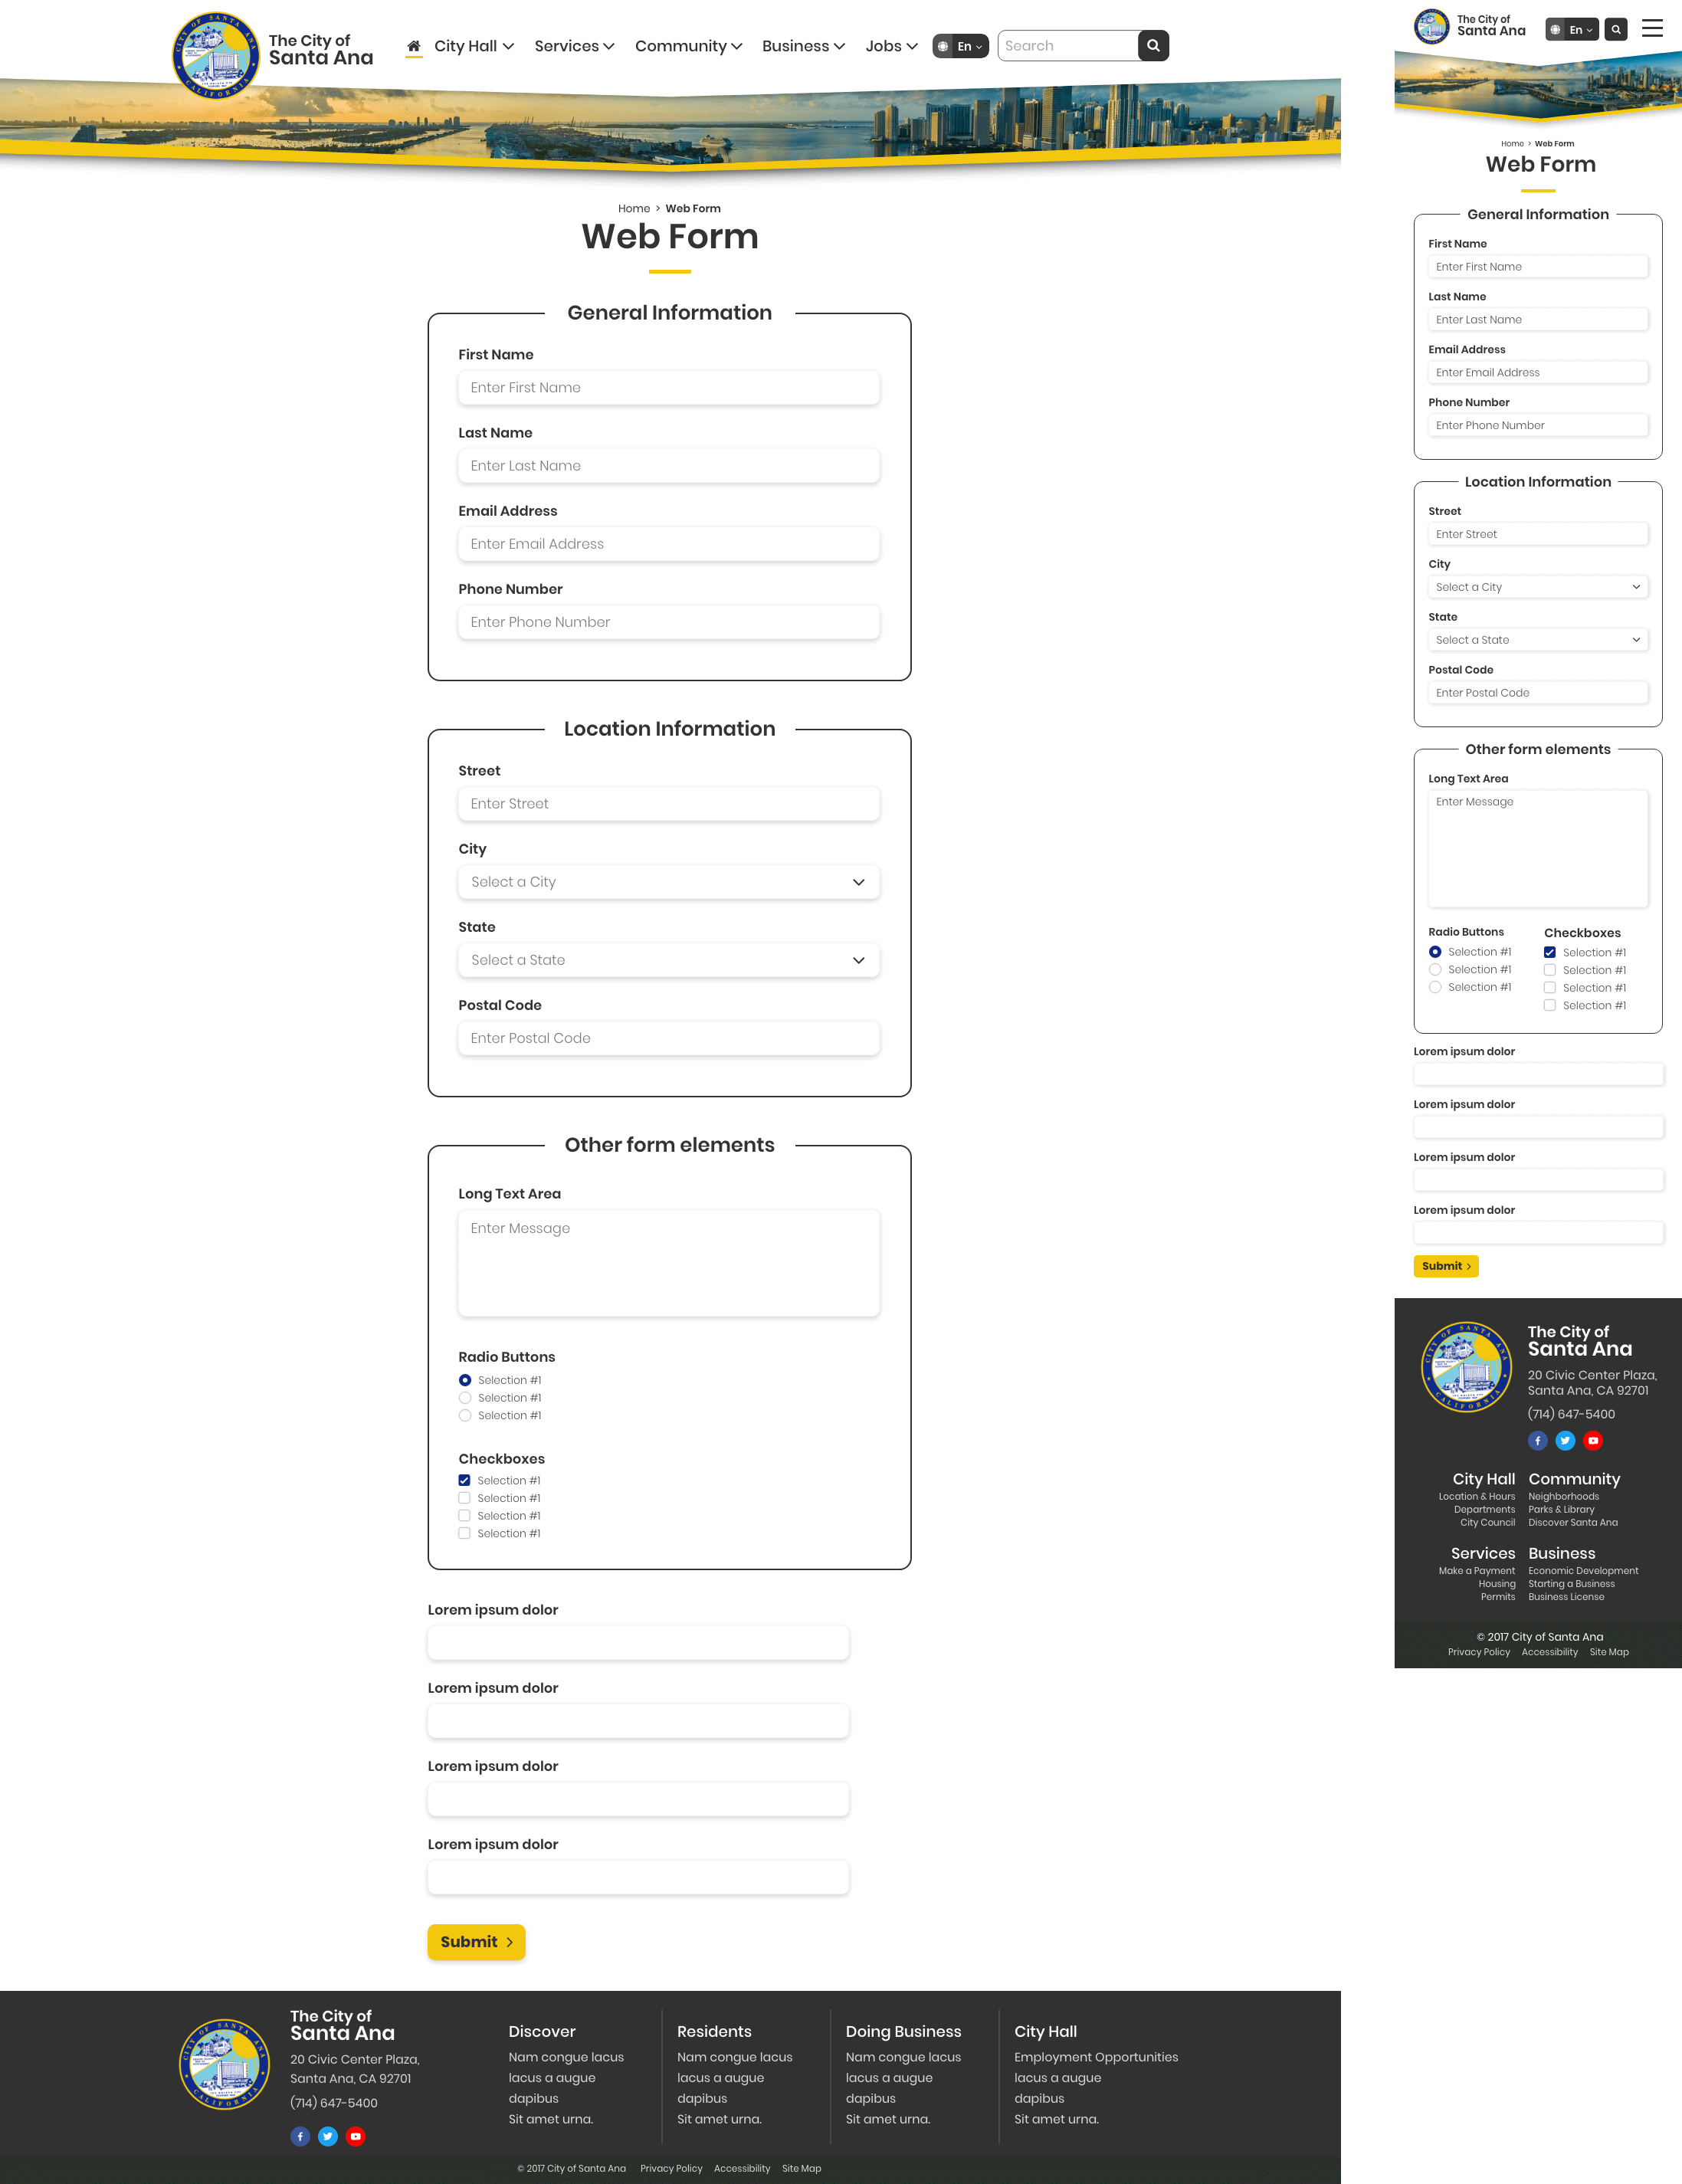 The City of
Santa Ana
City Hall
Services
Community
Business
Jobs
En
Search
Home > Web Form
Web Form
General Information
First Name
Enter First Name
Last Name
Enter Last Name
Email Address
Enter Email Address
Phone Number
Enter Phone Number
Location Information
Street
Enter Street
City
Select a City
State
Select a State
Postal Code
Enter Postal Code
Other form elements
Long Text Area
Enter Message
Radio Buttons
Selection #1
Selection #1
Selection #1
Checkboxes
Selection #1
Selection #1
Selection #1
Selection #1
Lorem ipsum dolor
Lorem ipsum dolor
Lorem ipsum dolor
Lorem ipsum dolor
Submit
CITY OF SANTA ANA
CALIFORNIA
The City of
Santa Ana
20 Civic Center Plaza,
Santa Ana, CA 92701
(714) 647-5400
Discover
Nam congue lacus
lacus a augue
dapibus
Sit amet urna.
Residents
Nam congue lacus
lacus a augue
dapibus
Sit amet urna.
Doing Business
Nam congue lacus
lacus a augue
dapibus
Sit amet urna.
City Hall
Employment Opportunities
lacus a augue
dapibus
Sit amet urna.
© 2017 City of Santa Ana Privacy Policy Accessibility Site Map
The City of
Santa Ana
En
Home > Web Form
Web Form
General Information
First Name
Enter First Name
Last Name
Enter Last Name
Email Address
Enter Email Address
Phone Number
Enter Phone Number
Location Information
Street
Enter Street
City
Select a City
State
Select a State
Postal Code
Enter Postal Code
Other form elements
Long Text Area
Enter Message
Radio Buttons
Selection #1
Selection #1
Selection #1
Checkboxes
Selection #1
Selection #1
Selection #1
Selection #1
Lorem ipsum dolor
Lorem ipsum dolor
Lorem ipsum dolor
Lorem ipsum dolor
Submit
CITY OF SANTA ANA
CALIFORNIA
The City of
Santa Ana
20 Civic Center Plaza,
Santa Ana, CA 92701
(714) 647-5400
City Hall
Location & Hours
Departments
City Council
Community
Neighborhoods
Parks & Library
Discover Santa Ana
Services
Make a Payment
Housing
Permits
Business
Economic Development
Starting a Business
Business License
© 2017 City of Santa Ana
Privacy Policy Accessibility Site Map